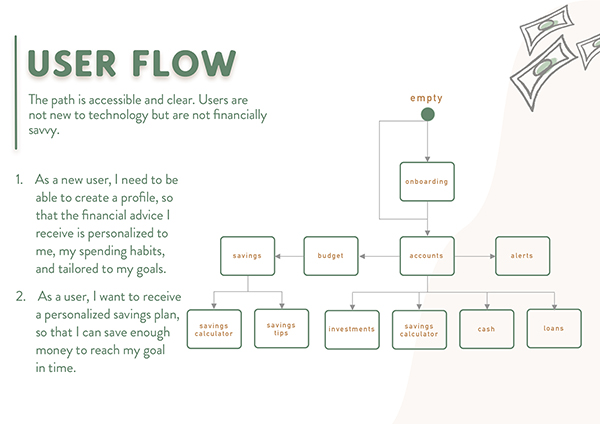 USER FLOW
The path is accessible and clear. Users are
not new to technology but are not financially
savvy.
1. As a new user, I need to be
able to create a profile, so
that the financial advice I
receive is personalized to
me, my spending habits,
and tailored to my goals.
2. As a user, I want to receive
a personalized savings plan,
so that I can save enough
money to reach my goal
in time.
empty
onboarding
savings
budget
accounts
alerts
savings
calculator
savings
tips
investments
savings
calculator
cash
loans